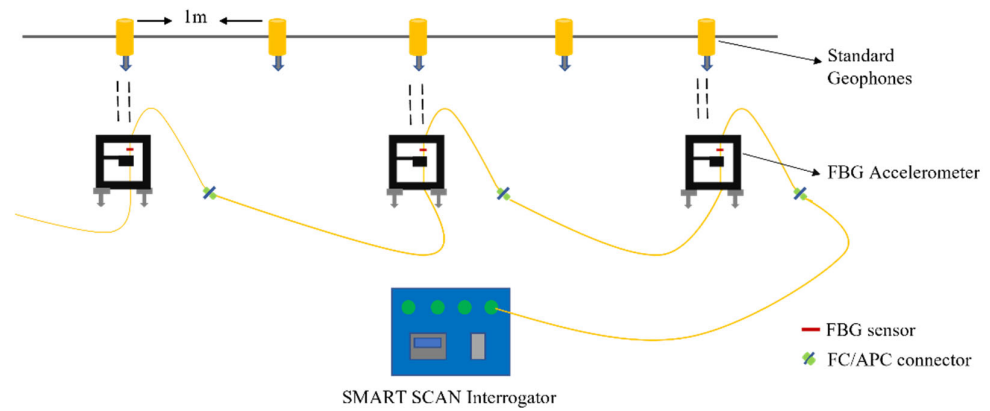 1m
Standard
Geophones
FBG Accelerometer
FBG sensor
FC/APC connector
SMART SCAN Interrogator